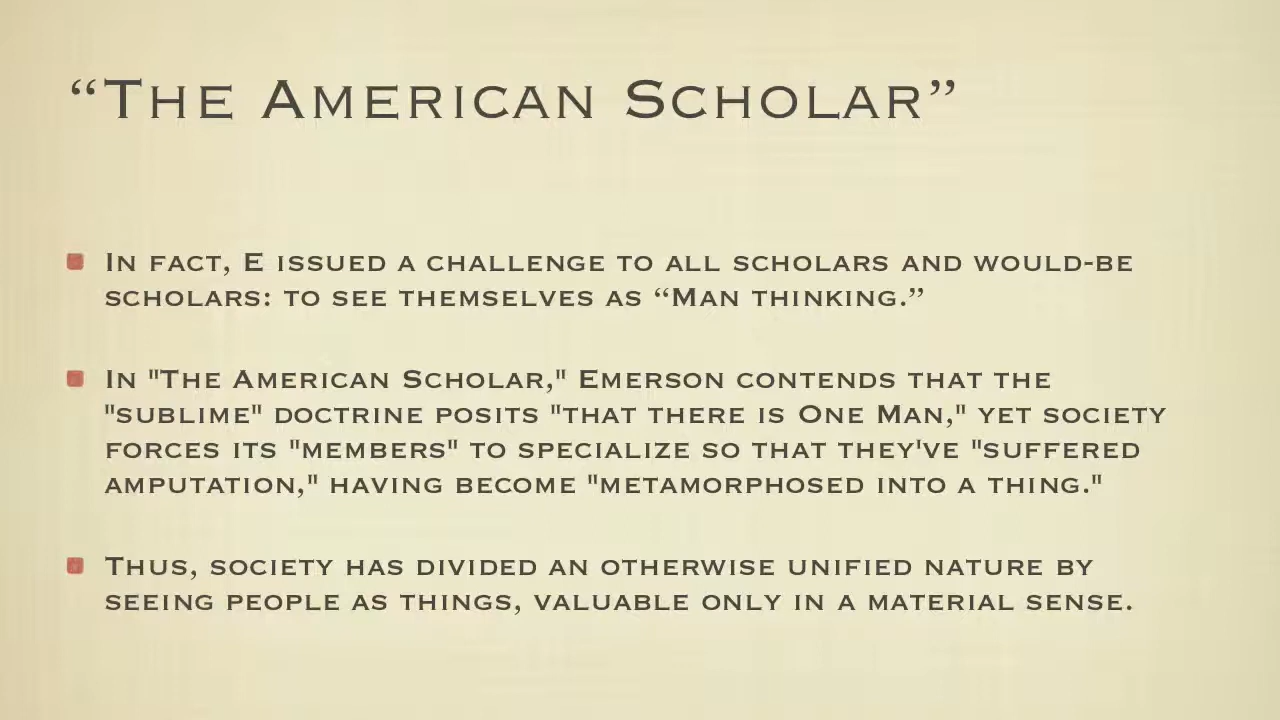 “The American Scholar”
In fact, E issued a challenge to all scholars and would-be
scholars: to see themselves as “Man thinking.”
In "The American Scholar," Emerson contends that the
"sublime" doctrine posits "that there is One Man," yet society
forces its "members" to specialize so that they've "suffered
amputation," having become "metamorphosed into a thing."
Thus, society has divided an otherwise unified nature by
seeing people as things, valuable only in a material sense.